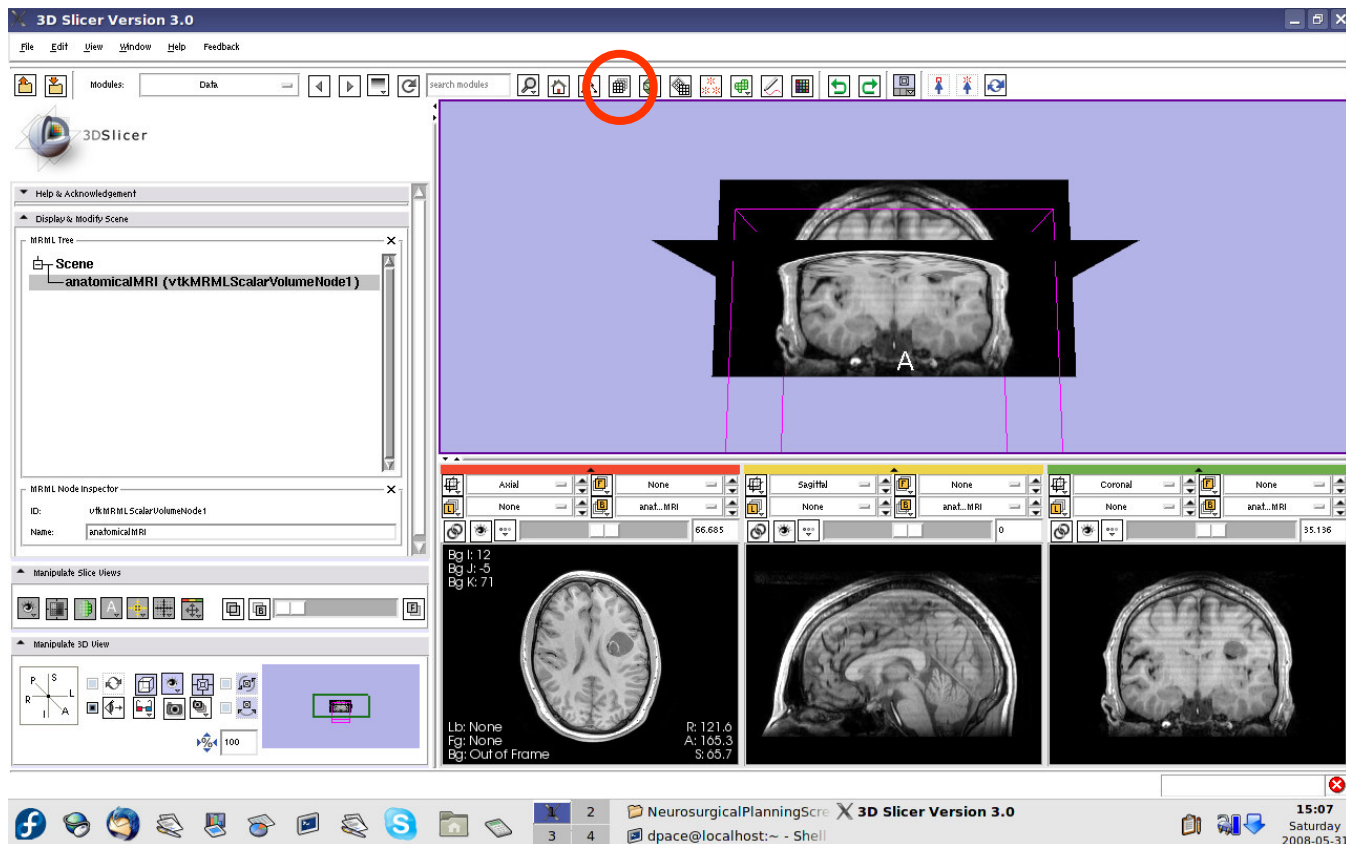 3D Slicer Version 3.0
File Edit View Window Help Feedback
Modules: Data search modules
3DSlicer
Help & Acknowledgement
Display & Modify Scene
MRML Tree
Scene
anatomicalMRI (vtkMRMLScalarVolumeNode1)
MRML Node Inspector
ID: vtkMRMLScalarVolumeNode1
Name: anatomicalMRI
Manipulate Slice Views
A B F
Manipulate 3D View
P S
R L
I A
% 100
A
Axial F None
L None B anat...MRI
66.685
Sagittal F None
L None B anat...MRI
0
Coronal F None
L None B anat...MRI
35.136
Bg I: 12
Bg J: -5
Bg K: 71
Lb: None R: 121.6
Fg: None A: 165.3
Bg: Out of Frame S: 65.7
1 2 NeurosurgicalPlanningScre 3D Slicer Version 3.0
3 4 dpace@localhost:~ - Shell
15:07
Saturday
2008-05-31